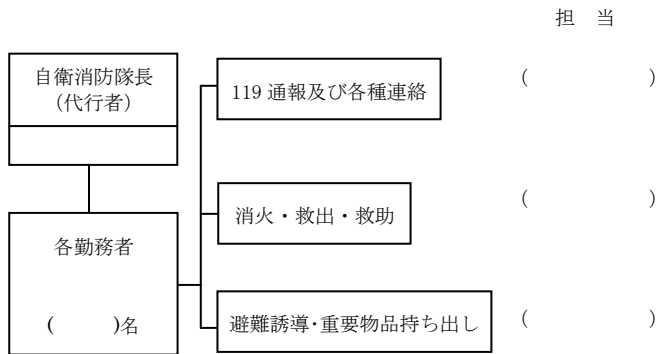 担　当
自衛消防隊長
（代行者）
119 通報及び各種連絡
（　　　　　　　）
消火・救出・救助
（　　　　　　　）
各勤務者
(　　　)名
避難誘導･重要物品持ち出し
（　　　　　　　）